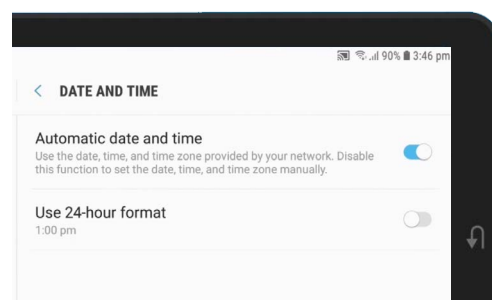 90% 3:46 pm
DATE AND TIME
Automatic date and time
Use the date, time, and time zone provided by your network. Disable
this function to set the date, time, and time zone manually.
Use 24-hour format
1:00 pm